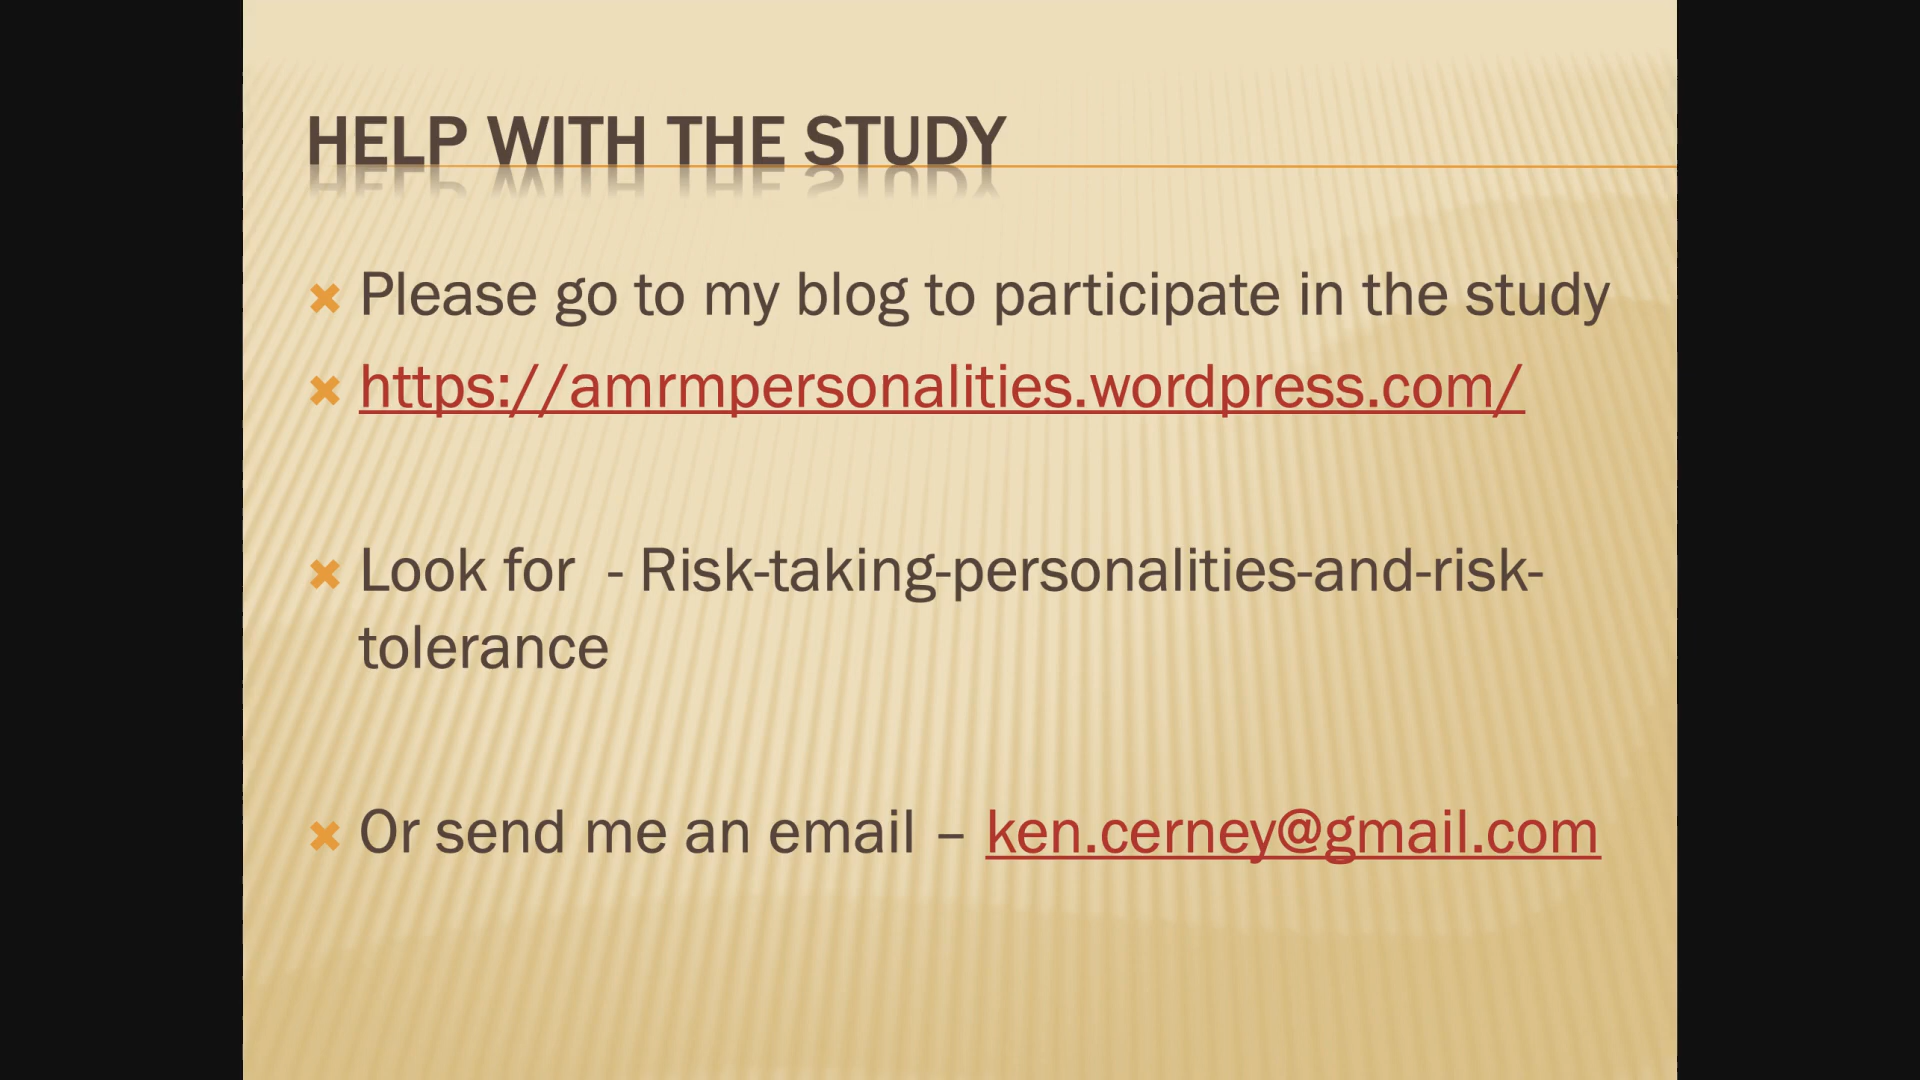 HELP WITH THE STUDY
Please go to my blog to participate in the study
https://amrmpersonalities.wordpress.com/
Look for  - Risk-taking-personalities-and-risk-
tolerance
Or send me an email – ken.cerney@gmail.com